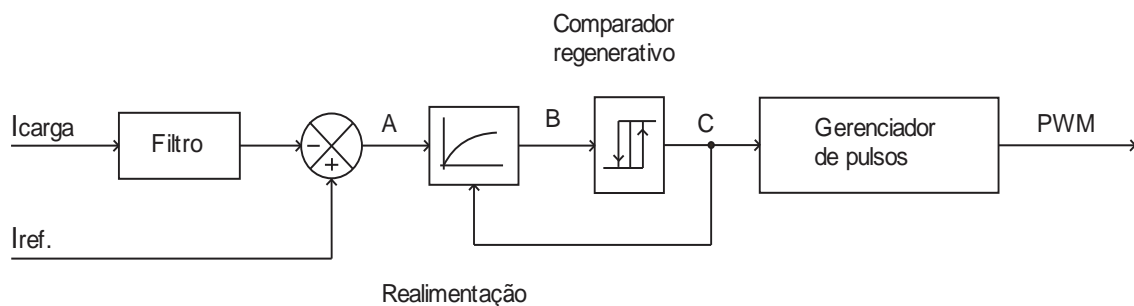 Comparador
regenerativo
Icarga
Filtro
A
B
C
Gerenciador
de pulsos
PWM
Iref.
Realimentação